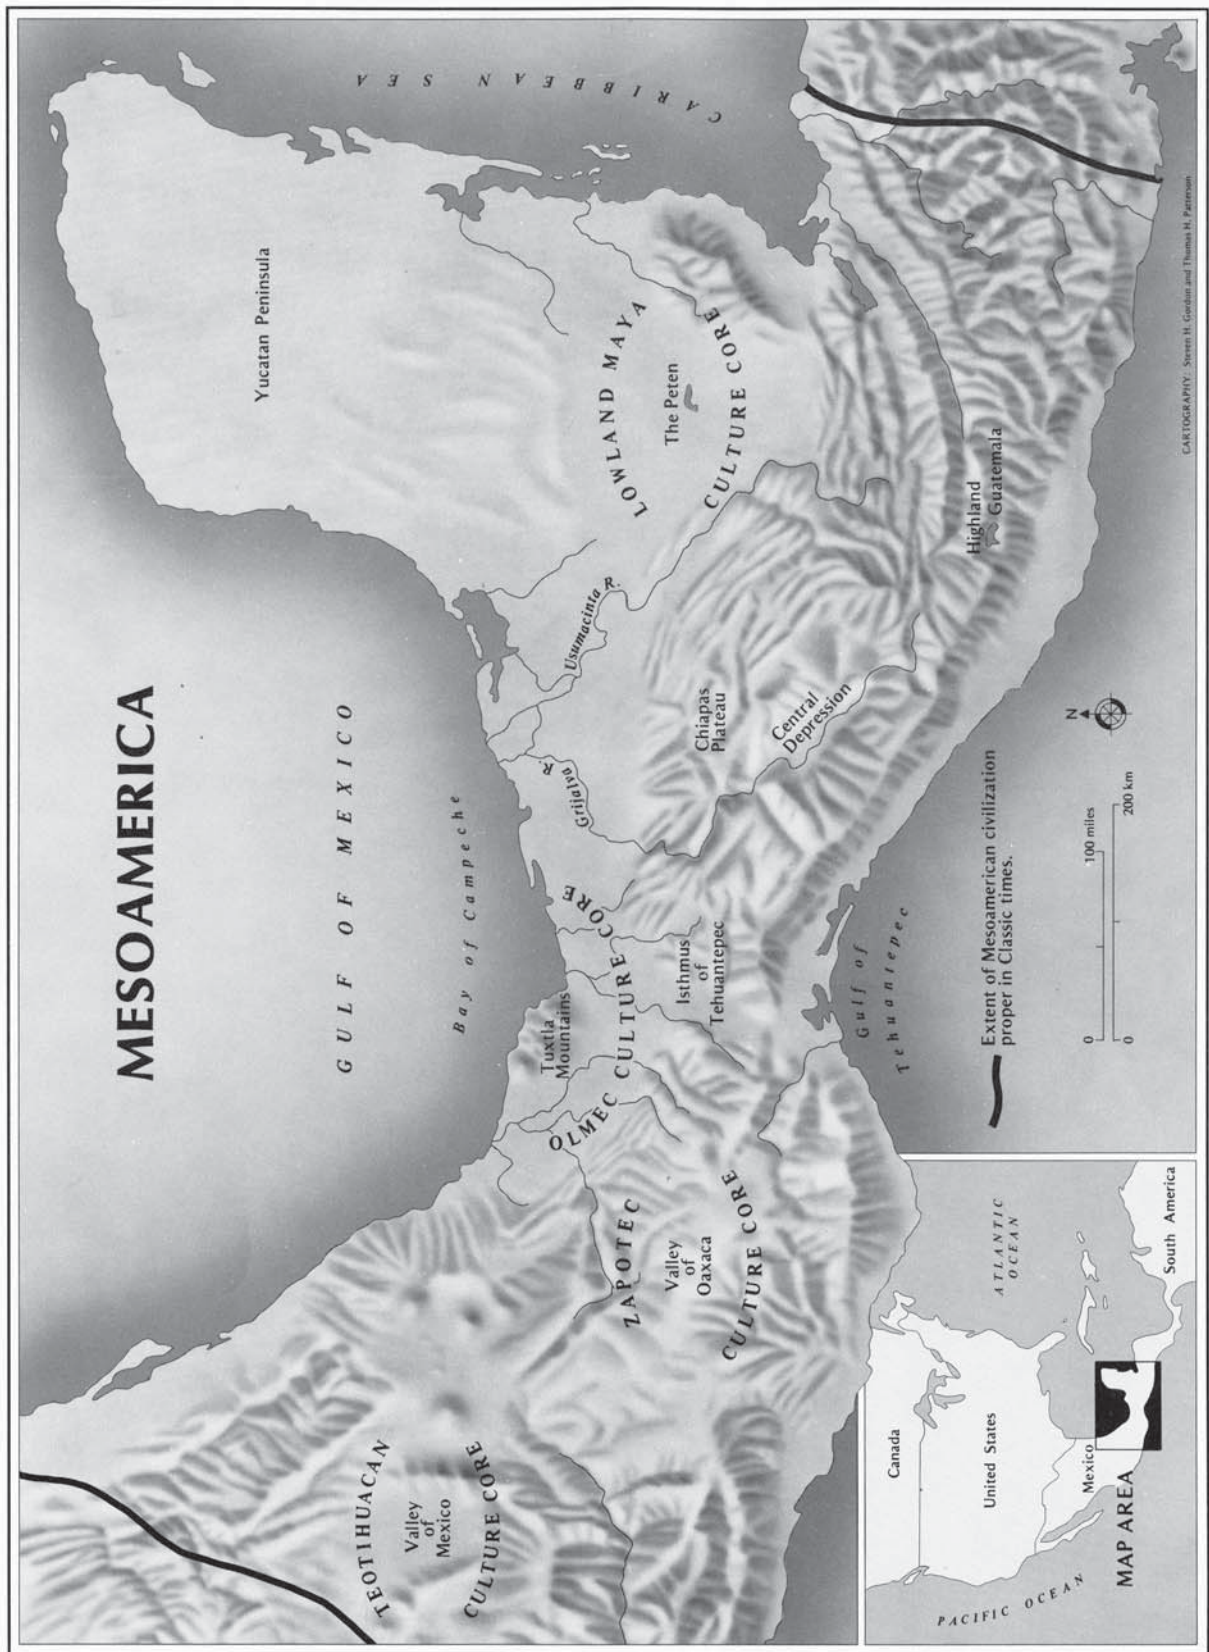 MESOAMERICA
GULF OF MEXICO
Bay of Campeche
CARIBBEAN SEA
Yucatan Peninsula
LOWLAND MAYA
The Peten
CULTURE CORE
Usumacinta R.
Grijalva R.
Chiapas
Plateau
Central
Depression
Highland
Guatemala
Tuxtla
Mountains
OLMEC CULTURE CORE
Isthmus
of
Tehuantepec
Gulf of
Tehuantepec
ZAPOTEC
Valley
of
Oaxaca
CULTURE CORE
TEOTIHUACAN
Valley
of
Mexico
CULTURE CORE
N
Extent of Mesoamerican civilization
proper in Classic times.
0 100 miles
0 200 km
Canada
United States
Mexico
South America
ATLANTIC
OCEAN
PACIFIC OCEAN
MAP AREA
CARTOGRAPHY: Steven H. Gordon and Thomas H. Patterson